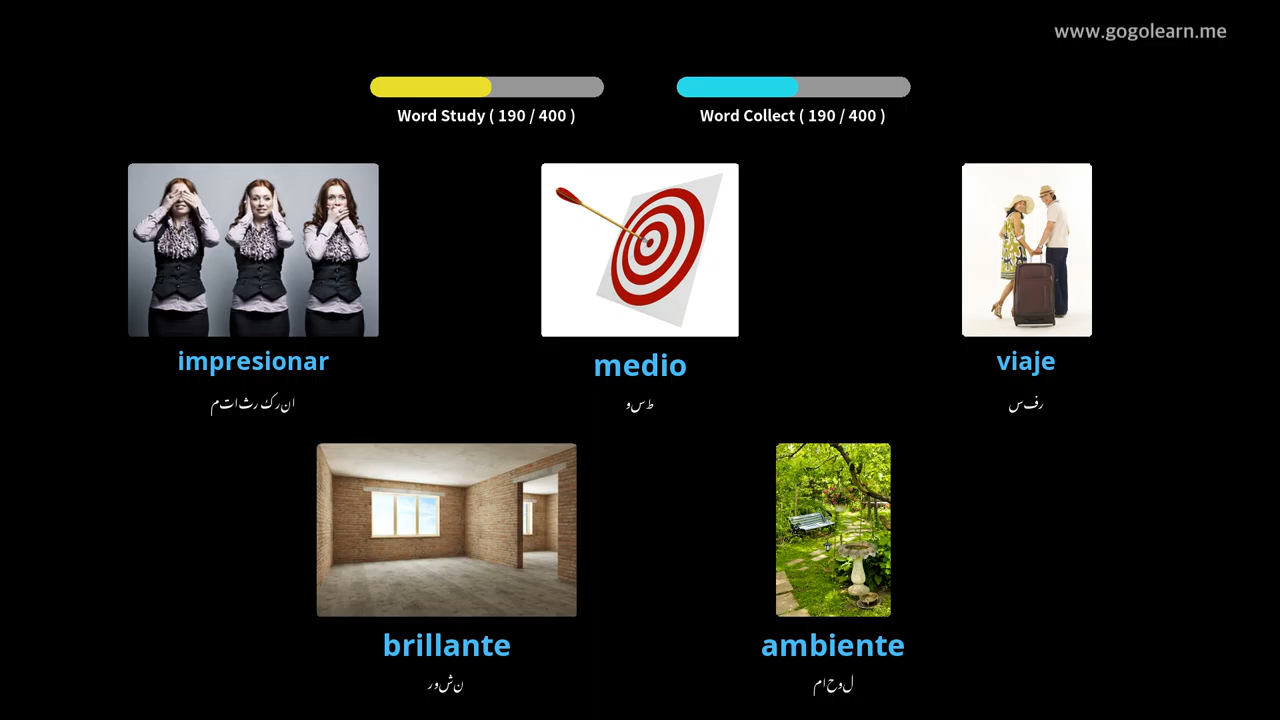 www.gogolearn.me
Word Study ( 190 / 400 )
Word Collect ( 190 / 400 )
impresionar
انرک رثاتم
medio
طسو
viaje
رفس
brillante
نشور
ambiente
لوحام